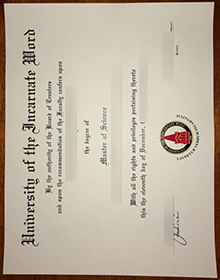 University of the Incarnate Word
By the authority of the Board of Trustees
and upon the recommendation of the Faculty confers upon
the degree of
Master of Science
With all the rights and privileges pertaining thereto
this the eleventh day of December,